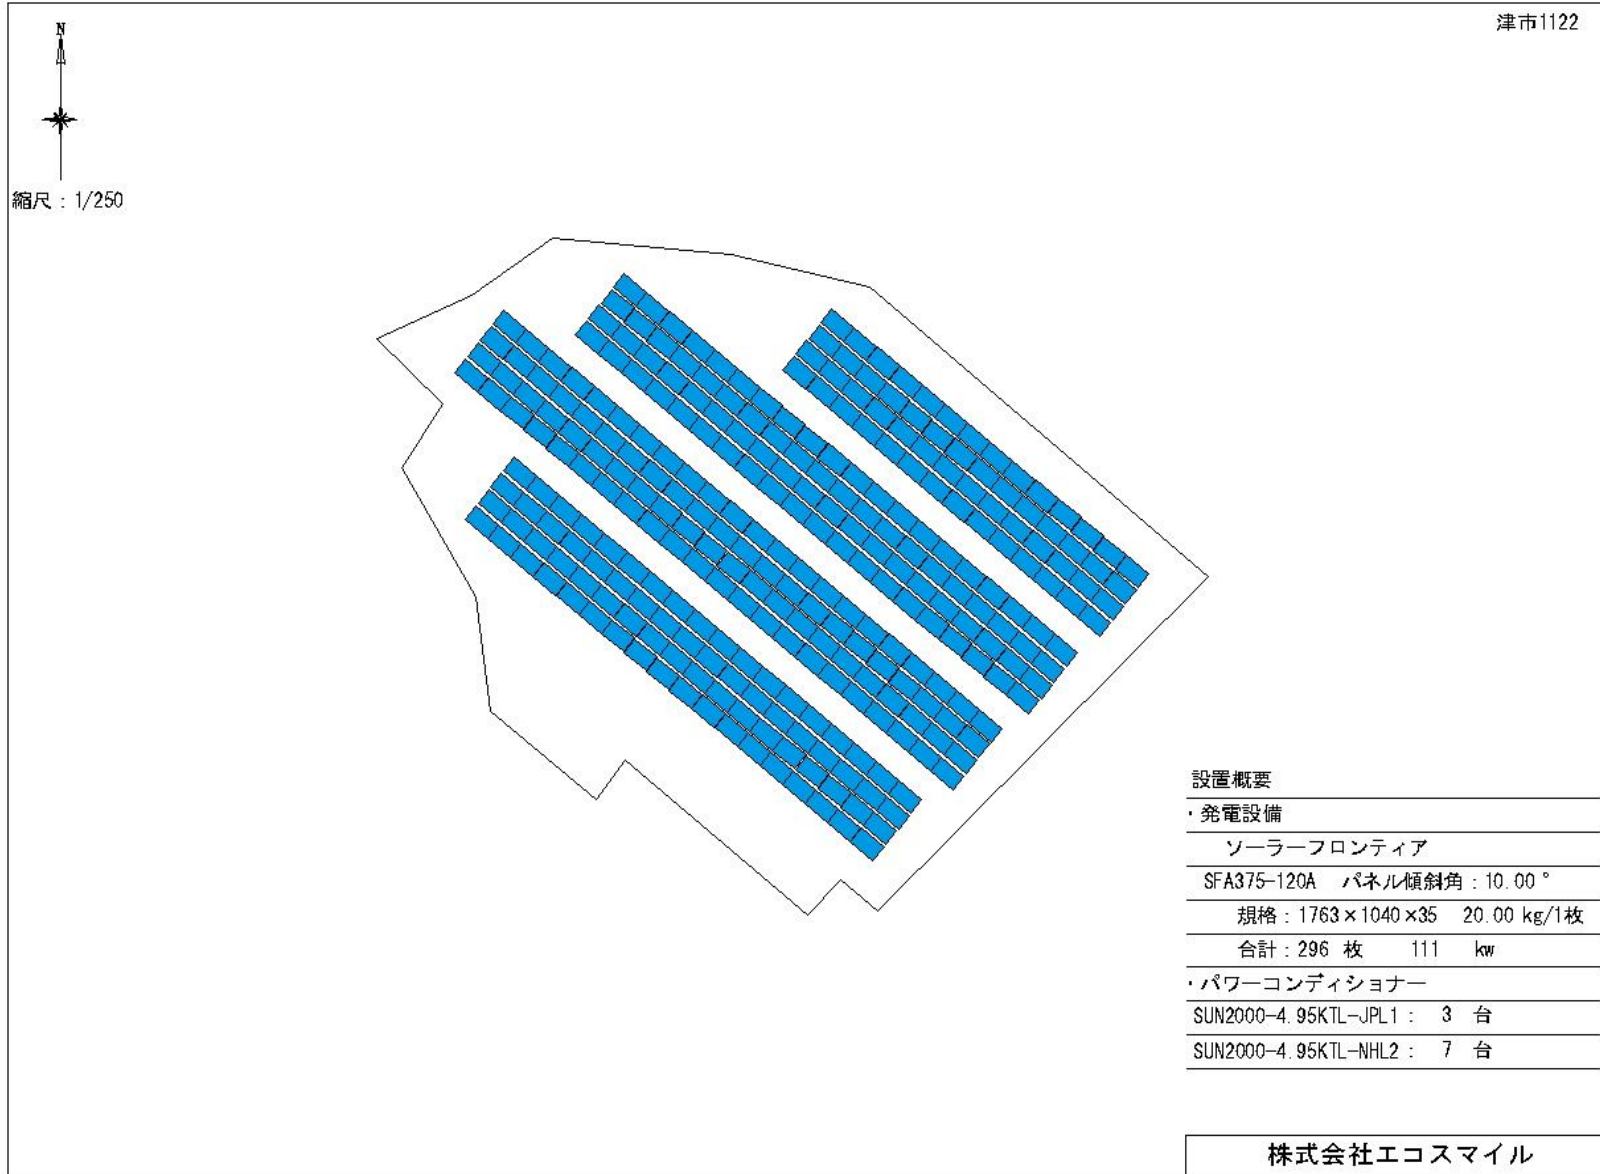 津市1122
N
縮尺：1/250
設置概要
・発電設備
ソーラーフロンティア
SFA375-120A パネル傾斜角：10.00°
規格：1763×1040×35 20.00 kg/1枚
合計：296 枚 111 kw
・パワーコンディショナー
SUN2000-4.95KTL-JPL1： 3 台
SUN2000-4.95KTL-NHL2： 7 台
株式会社エコスマイル